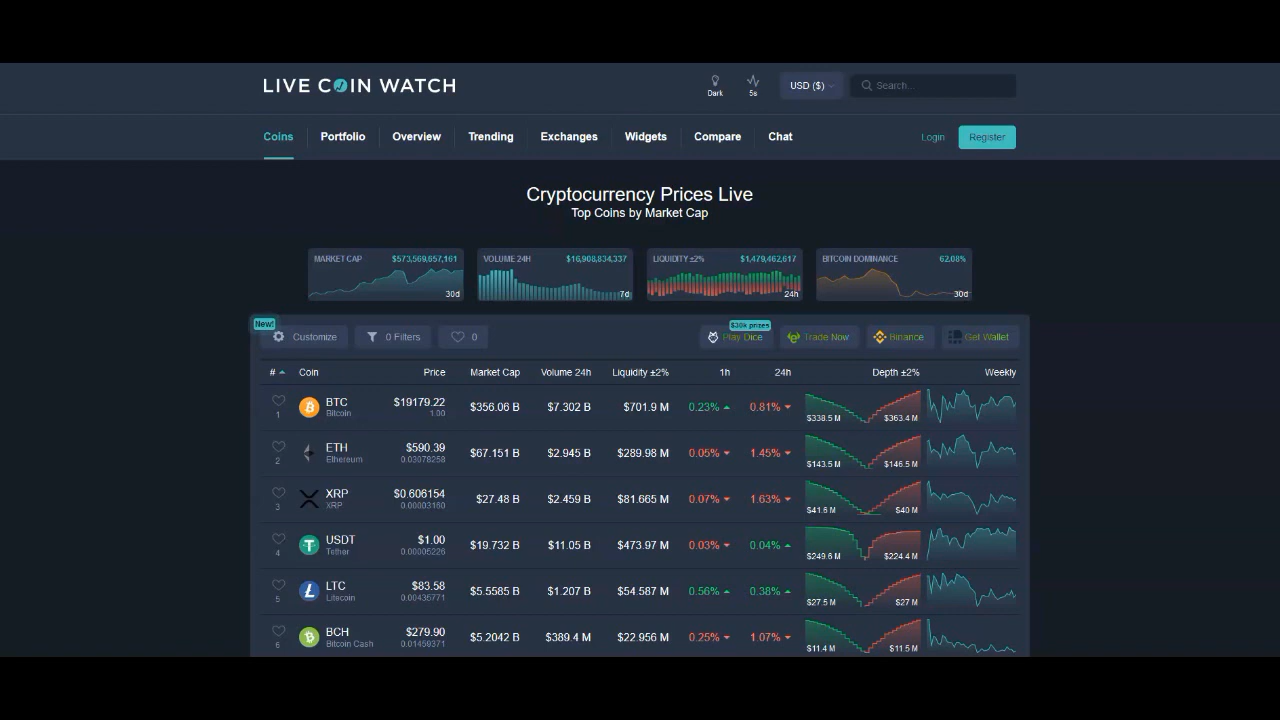 LIVE COIN WATCH
Dark
5s
USD ($)
Search...
Coins Portfolio Overview Trending Exchanges Widgets Compare Chat Login Register
Cryptocurrency Prices Live
Top Coins by Market Cap
MARKET CAP $573,569,657,161
30d
VOLUME 24H $16,908,834,337
7d
LIQUIDITY ±2% $1,479,462,617
24h
BITCOIN DOMINANCE 62.08%
30d
New!
Customize 0 Filters 0
$30k prizes
Play Dice Trade Now Binance Get Wallet
# Coin Price Market Cap Volume 24h Liquidity ±2% 1h 24h Depth ±2% Weekly
BTC $19179.22 $356.06 B $7.302 B $701.9 M 0.23% 0.81%
1 Bitcoin 1.00 $338.5 M $363.4 M
ETH $590.39 $67.151 B $2.945 B $289.98 M 0.05% 1.45%
2 Ethereum 0.03078258 $143.5 M $146.5 M
XRP $0.606154 $27.48 B $2.459 B $81.665 M 0.07% 1.63%
3 XRP 0.00003160 $41.6 M $40 M
USDT $1.00 $19.732 B $11.05 B $473.97 M 0.03% 0.04%
4 Tether 0.00005226 $249.6 M $224.4 M
LTC $83.58 $5.5585 B $1.207 B $54.587 M 0.56% 0.38%
5 Litecoin 0.00435771 $27.5 M $27 M
BCH $279.90 $5.2042 B $389.4 M $22.956 M 0.25% 1.07%
6 Bitcoin Cash 0.01459371 $11.4 M $11.5 M